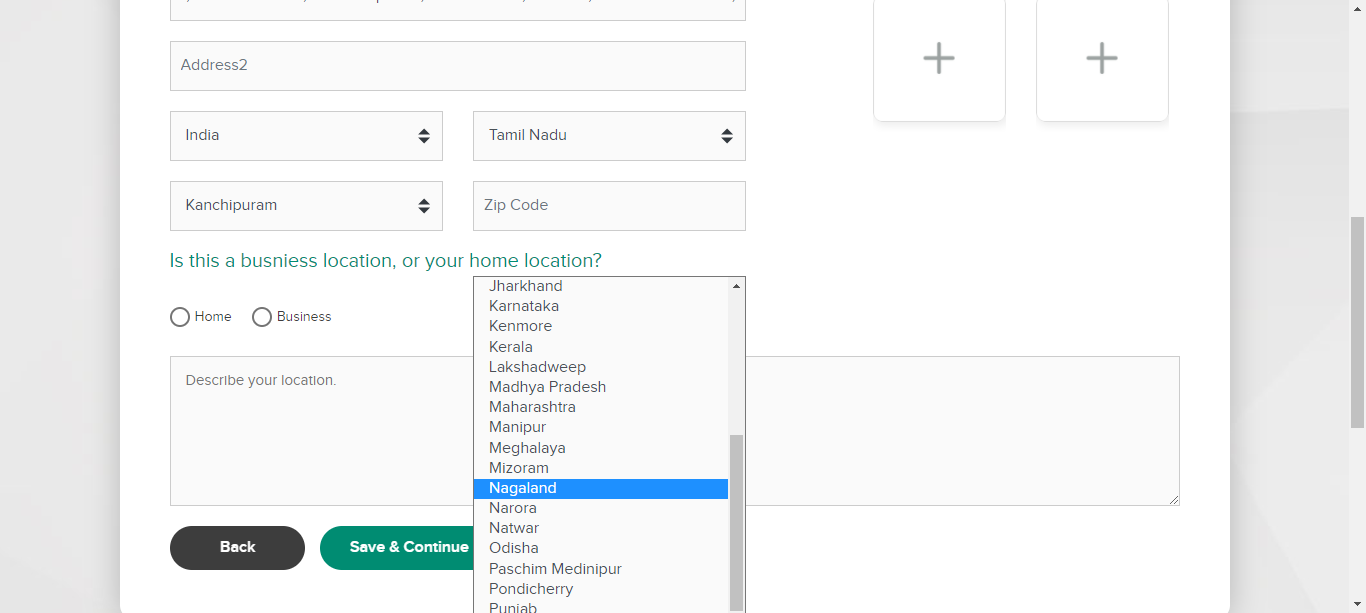 Address2
India
Tamil Nadu
Kanchipuram
Zip Code
Is this a busniess location, or your home location?
Home
Business
Describe your location.
Back
Save & Continue
Jharkhand
Karnataka
Kenmore
Kerala
Lakshadweep
Madhya Pradesh
Maharashtra
Manipur
Meghalaya
Mizoram
Nagaland
Narora
Natwar
Odisha
Paschim Medinipur
Pondicherry
Punjab